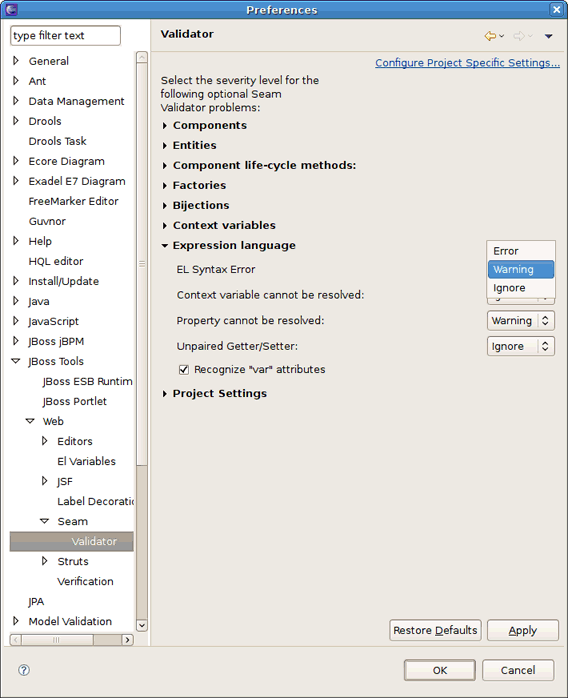 Preferences
type filter text
General
Ant
Data Management
Drools
Drools Task
Ecore Diagram
Exadel E7 Diagram
FreeMarker Editor
Guvnor
Help
HQL editor
Install/Update
Java
JavaScript
JBoss jBPM
JBoss Tools
JBoss ESB Runtim
JBoss Portlet
Web
Editors
El Variables
JSF
Label Decoratio
Seam
Validator
Struts
Verification
JPA
Model Validation
Validator
Configure Project Specific Settings...
Select the severity level for the
following optional Seam
Validator problems:
Components
Entities
Component life-cycle methods:
Factories
Bijections
Context variables
Expression language
EL Syntax Error
Error
Warning
Ignore
Context variable cannot be resolved:
Property cannot be resolved: Warning
Unpaired Getter/Setter: Ignore
Recognize "var" attributes
Project Settings
Restore Defaults Apply
? OK Cancel